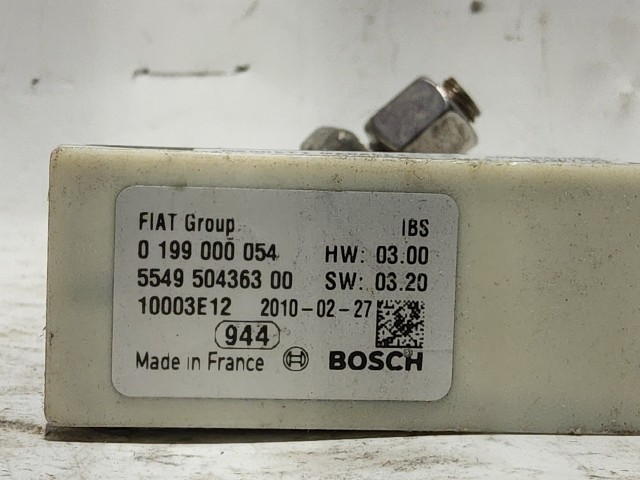 FIAT Group IBS
0 199 000 054 HW: 03.00
5549 504363 00 SW: 03.20
10003E12 2010-02-27
944
Made in France BOSCH